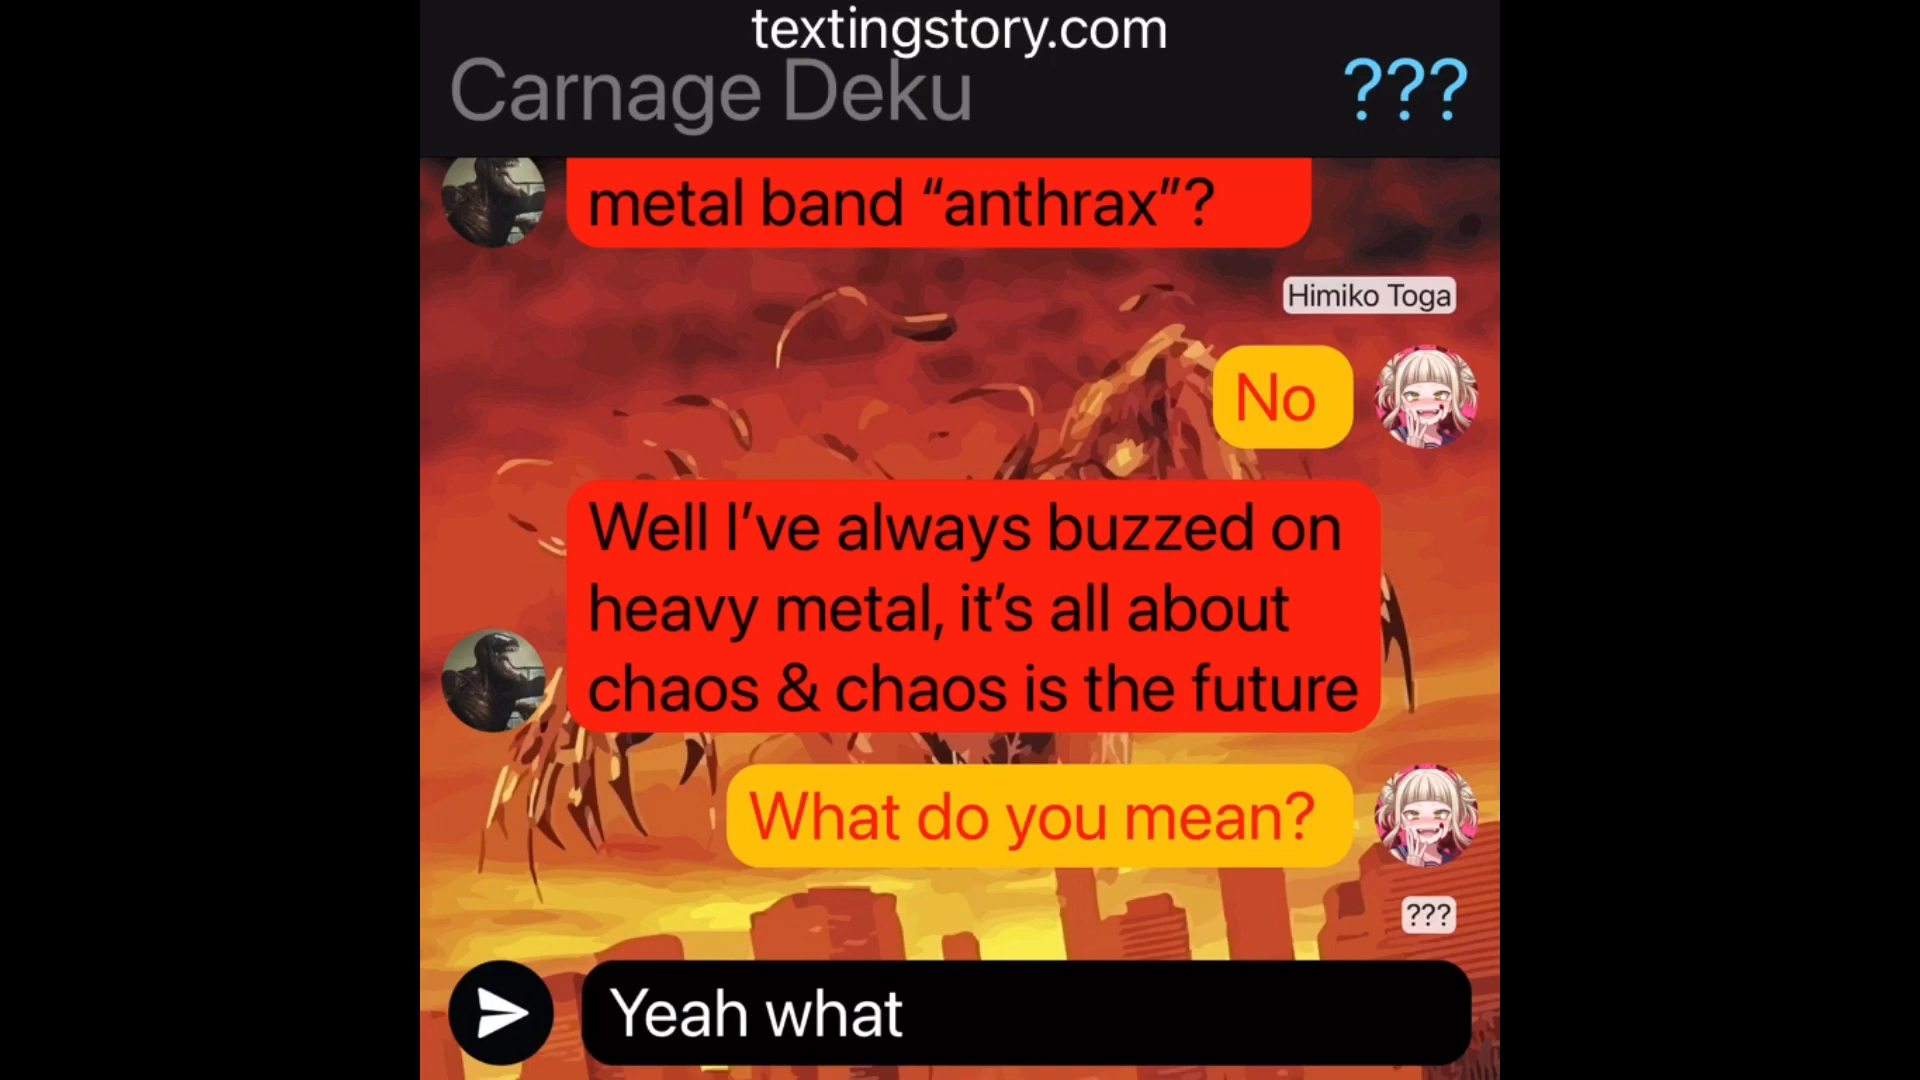 textingstory.com
Carnage Deku
???
metal band “anthrax”?
Himiko Toga
No
Well I’ve always buzzed on
heavy metal, it’s all about
chaos & chaos is the future
What do you mean?
???
Yeah what